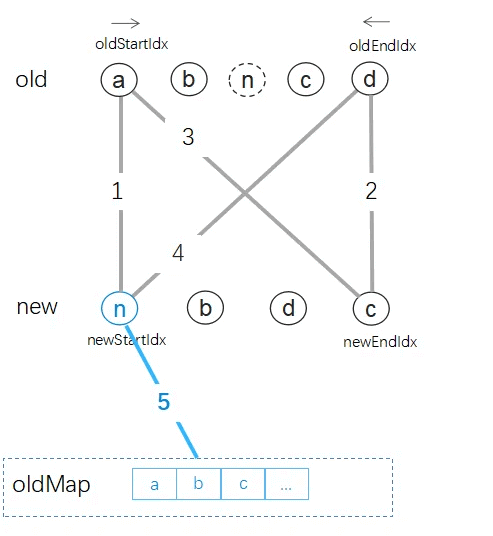 oldStartIdx oldEndIdx
old a b n c d
3
1 2
4
new n b d c
newStartIdx newEndIdx
5
oldMap a b c ...